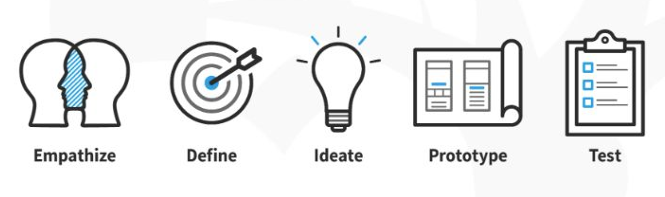 Empathize
Define
Ideate
Prototype
Test